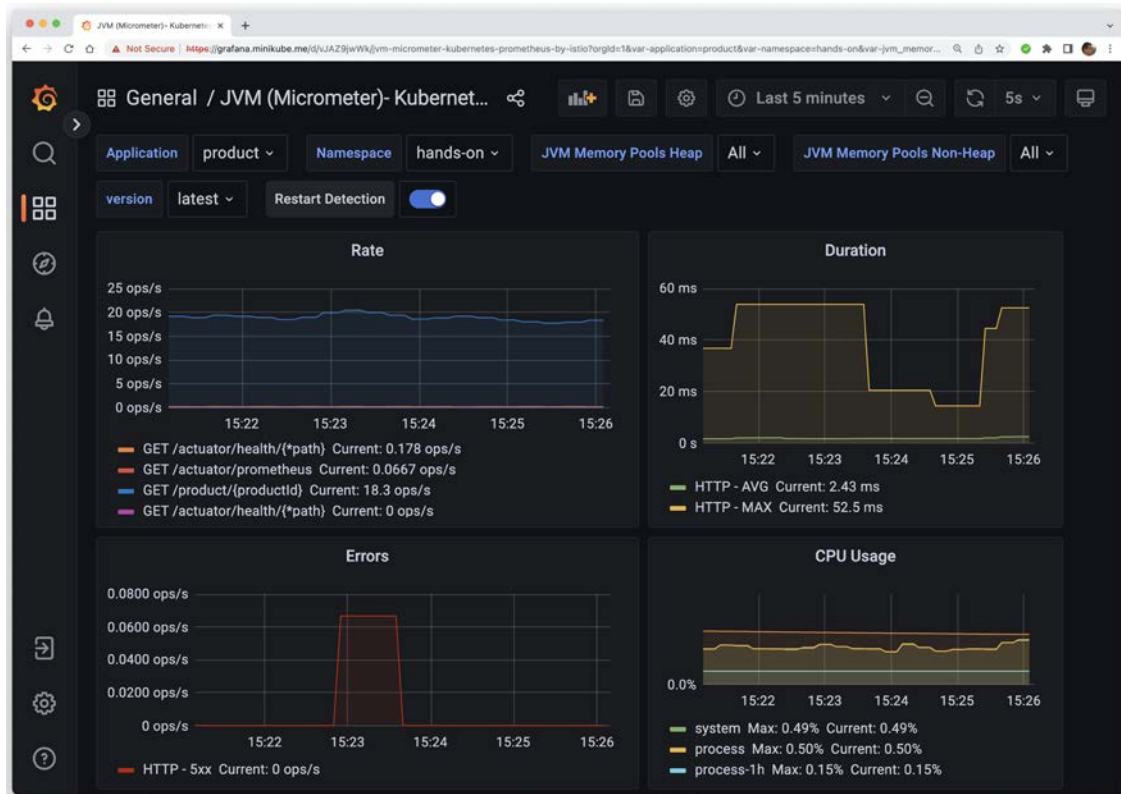 JVM (Micrometer)- Kubernete
Not Secure | https://grafana.minikube.me/d/vJAZ9jwWk/jvm-micrometer-kubernetes-prometheus-by-istio?orgId=1&var-application=product&var-namespace=hands-on&var-jvm_memor...
General / JVM (Micrometer)- Kubernet...
Last 5 minutes
5s
Application product Namespace hands-on JVM Memory Pools Heap All JVM Memory Pools Non-Heap All
version latest Restart Detection
Rate
25 ops/s
20 ops/s
15 ops/s
10 ops/s
5 ops/s
0 ops/s
15:22 15:23 15:24 15:25 15:26
GET /actuator/health/{*path} Current: 0.178 ops/s
GET /actuator/prometheus Current: 0.0667 ops/s
GET /product/{productId} Current: 18.3 ops/s
GET /actuator/health/{*path} Current: 0 ops/s
Duration
60 ms
40 ms
20 ms
0 s
15:22 15:23 15:24 15:25 15:26
HTTP - AVG Current: 2.43 ms
HTTP - MAX Current: 52.5 ms
Errors
0.0800 ops/s
0.0600 ops/s
0.0400 ops/s
0.0200 ops/s
0 ops/s
15:22 15:23 15:24 15:25 15:26
HTTP - 5xx Current: 0 ops/s
CPU Usage
0.0%
15:22 15:23 15:24 15:25 15:26
system Max: 0.49% Current: 0.49%
process Max: 0.50% Current: 0.50%
process-1h Max: 0.15% Current: 0.15%